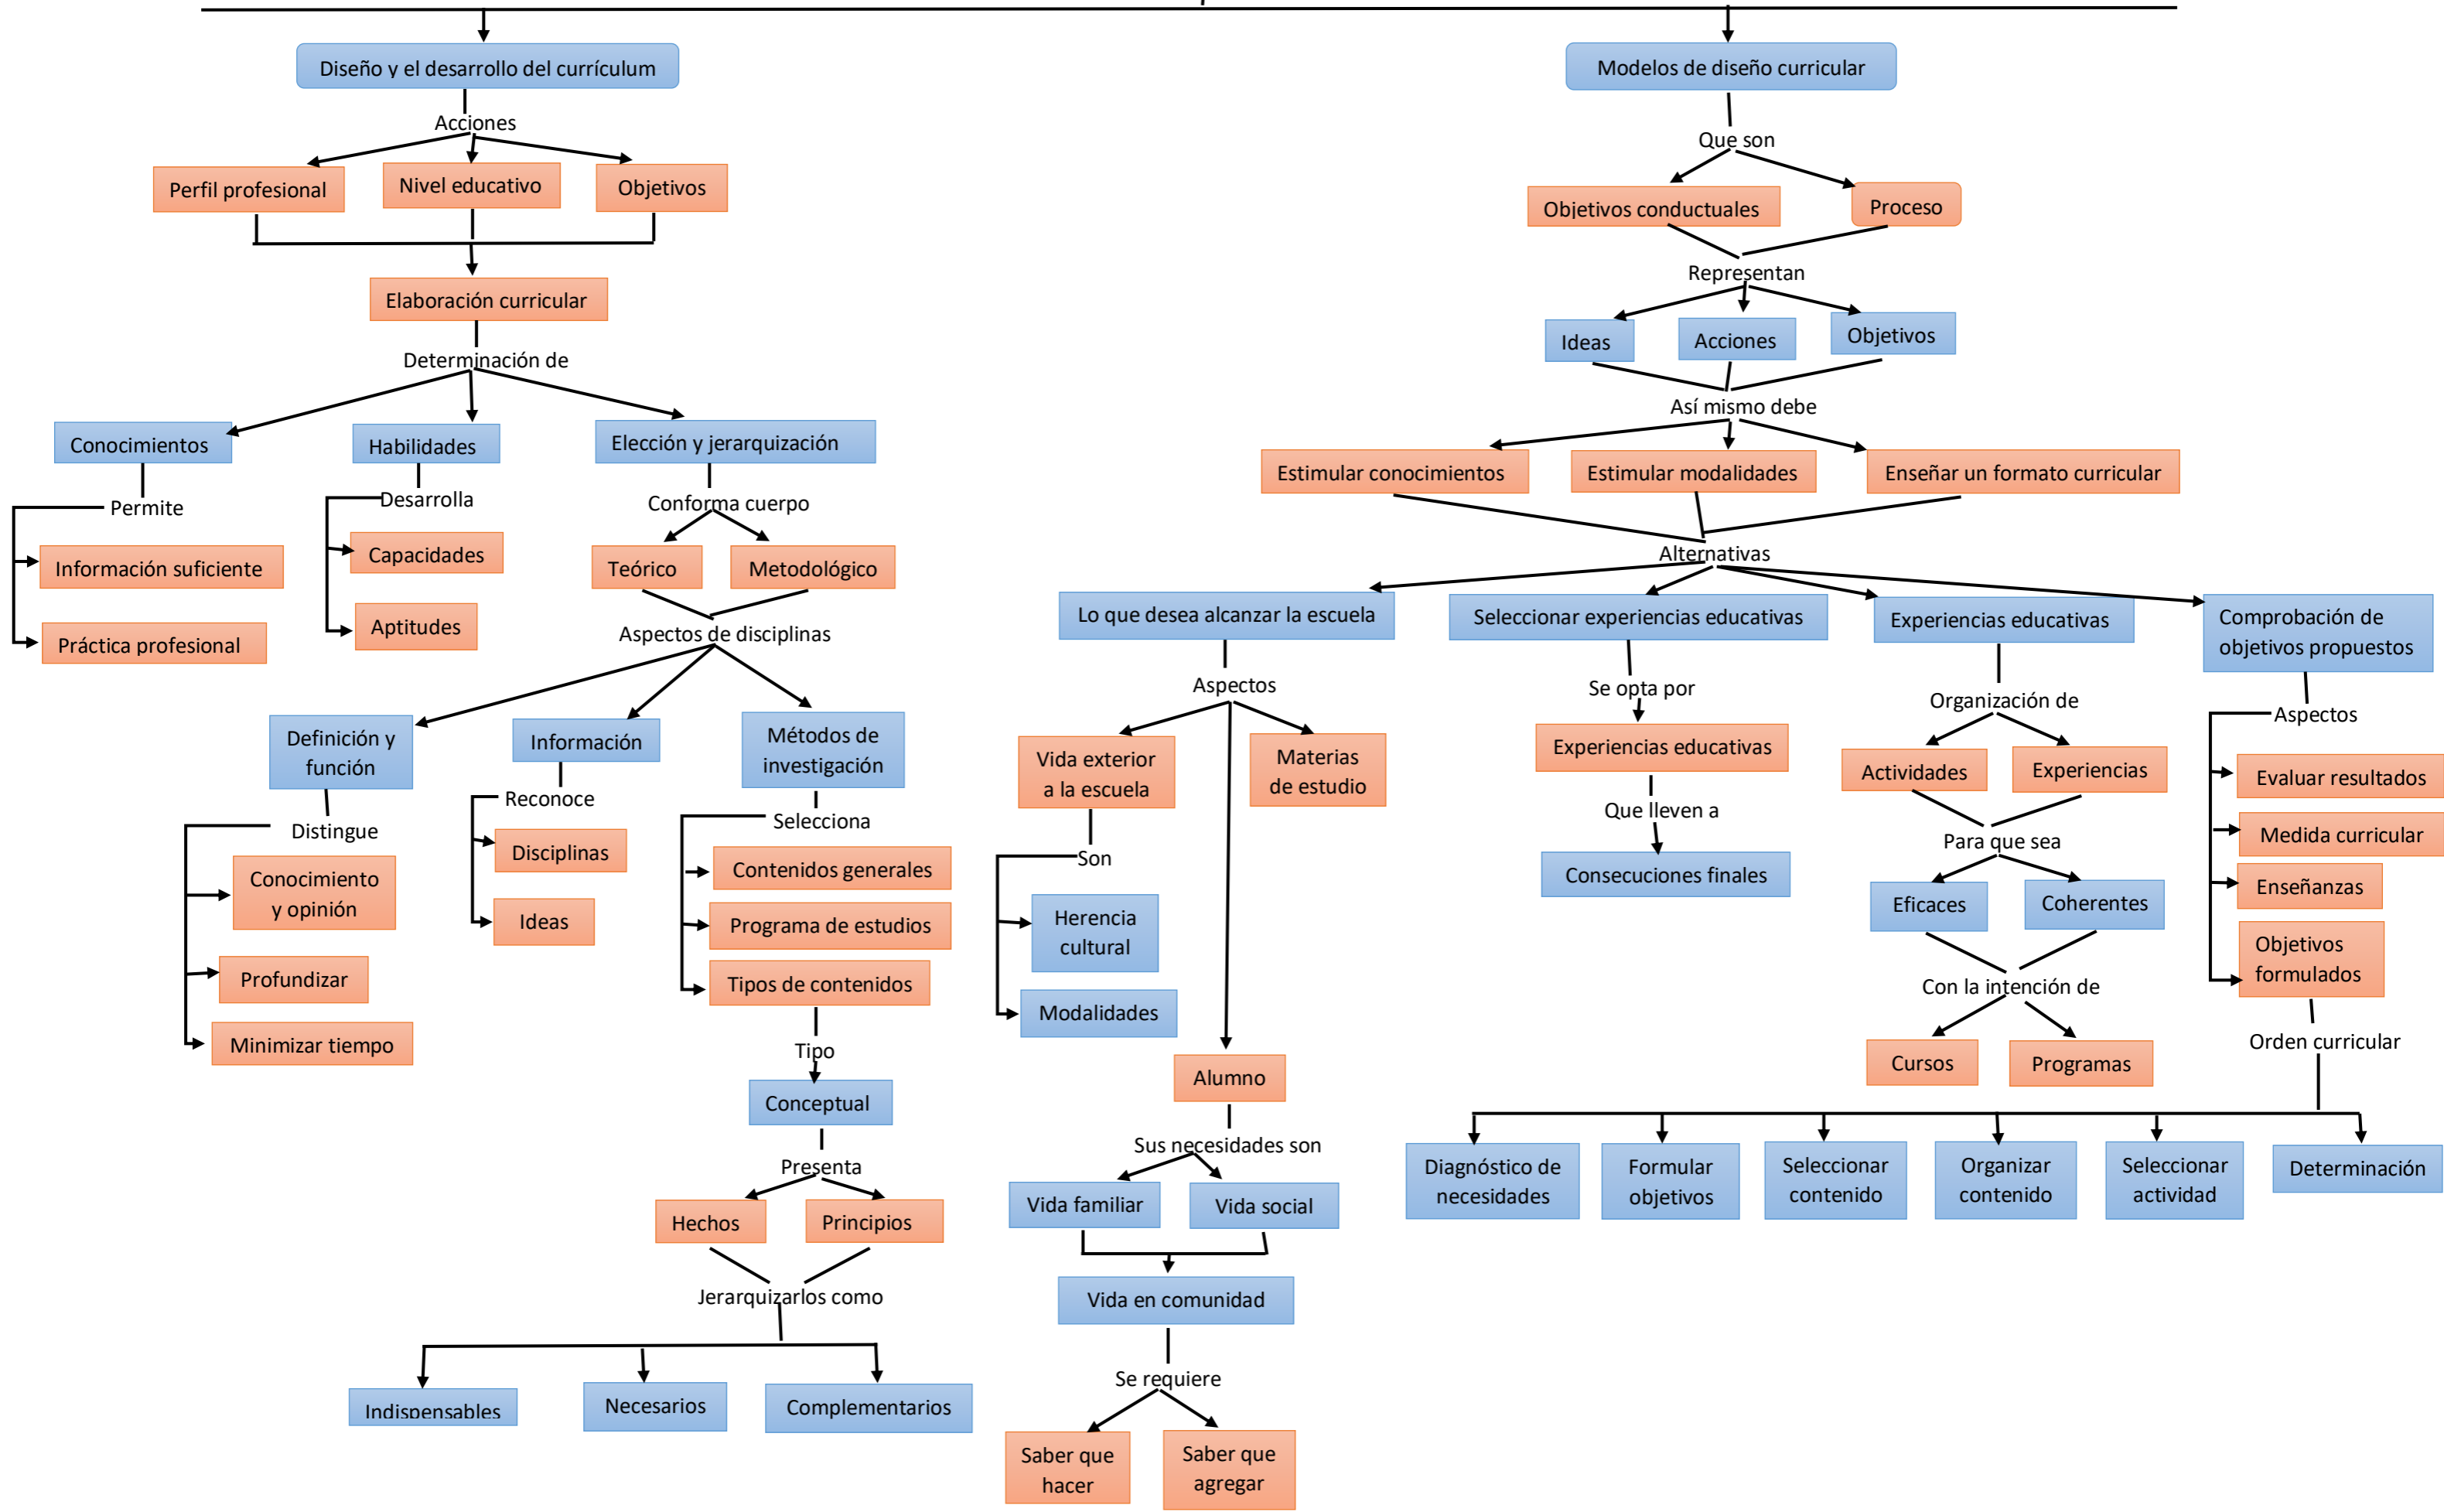 Diseño y el desarrollo del currículum
Acciones
Perfil profesional
Nivel educativo
Objetivos
Elaboración curricular
Determinación de
Conocimientos
Habilidades
Elección y jerarquización
Permite
Información suficiente
Práctica profesional
Desarrolla
Capacidades
Aptitudes
Conforma cuerpo
Teórico
Metodológico
Aspectos de disciplinas
Definición y
función
Información
Métodos de
investigación
Distingue
Conocimiento
y opinión
Profundizar
Minimizar tiempo
Reconoce
Disciplinas
Ideas
Selecciona
Contenidos generales
Programa de estudios
Tipos de contenidos
Tipo
Conceptual
Presenta
Hechos
Principios
Jerarquizarlos como
Indispensables
Necesarios
Complementarios
Modelos de diseño curricular
Que son
Objetivos conductuales
Proceso
Representan
Ideas
Acciones
Objetivos
Así mismo debe
Estimular conocimientos
Estimular modalidades
Enseñar un formato curricular
Alternativas
Lo que desea alcanzar la escuela
Seleccionar experiencias educativas
Experiencias educativas
Comprobación de
objetivos propuestos
Aspectos
Vida exterior
a la escuela
Materias
de estudio
Son
Herencia
cultural
Modalidades
Alumno
Sus necesidades son
Vida familiar
Vida social
Vida en comunidad
Se requiere
Saber que
hacer
Saber que
agregar
Se opta por
Experiencias educativas
Que lleven a
Consecuciones finales
Organización de
Actividades
Experiencias
Para que sea
Eficaces
Coherentes
Con la intención de
Cursos
Programas
Aspectos
Evaluar resultados
Medida curricular
Enseñanzas
Objetivos
formulados
Orden curricular
Diagnóstico de
necesidades
Formular
objetivos
Seleccionar
contenido
Organizar
contenido
Seleccionar
actividad
Determinación